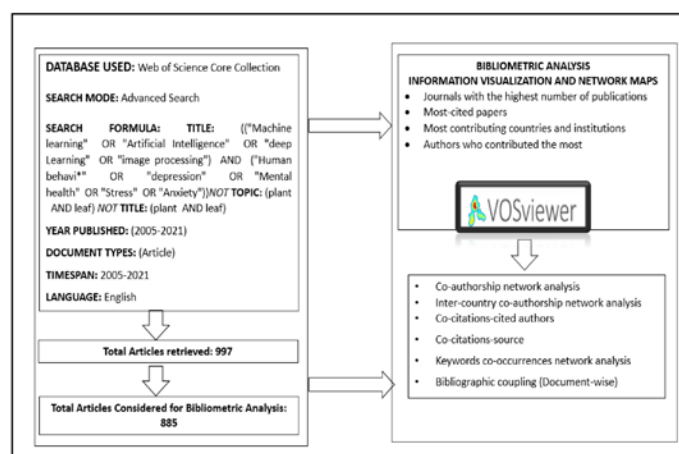 DATABASE USED: Web of Science Core Collection
SEARCH MODE: Advanced Search
SEARCH FORMULA: TITLE: (("Machine
learning" OR "Artificial Intelligence" OR "deep
Learning" OR "image processing") AND ("Human
behavi*" OR "depression" OR "Mental
health" OR "Stress" OR "Anxiety"))NOT TOPIC: (plant
AND leaf) NOT TITLE: (plant AND leaf)
YEAR PUBLISHED: (2005-2021)
DOCUMENT TYPES: (Article)
TIMESPAN: 2005-2021
LANGUAGE: English
Total Articles retrieved: 997
Total Articles Considered for Bibliometric Analysis:
885
BIBLIOMETRIC ANALYSIS
INFORMATION VISUALIZATION AND NETWORK MAPS
• Journals with the highest number of publications
• Most-cited papers
• Most contributing countries and institutions
• Authors who contributed the most
VOSviewer
• Co-authorship network analysis
• Inter-country co-authorship network analysis
• Co-citations-cited authors
• Co-citations-source
• Keywords co-occurrences network analysis
• Bibliographic coupling (Document-wise)